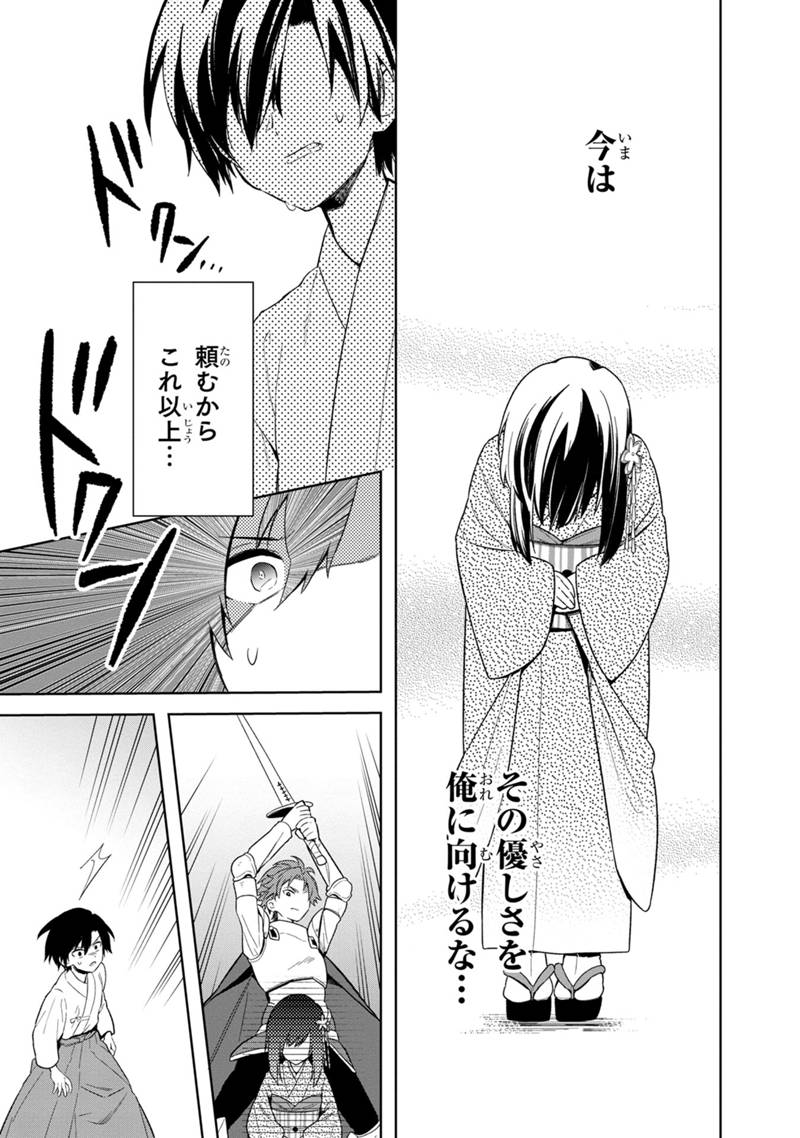 今は
その優しさを
俺に向けるな…
ドクン…
頼むから
これ以上…
ドクン